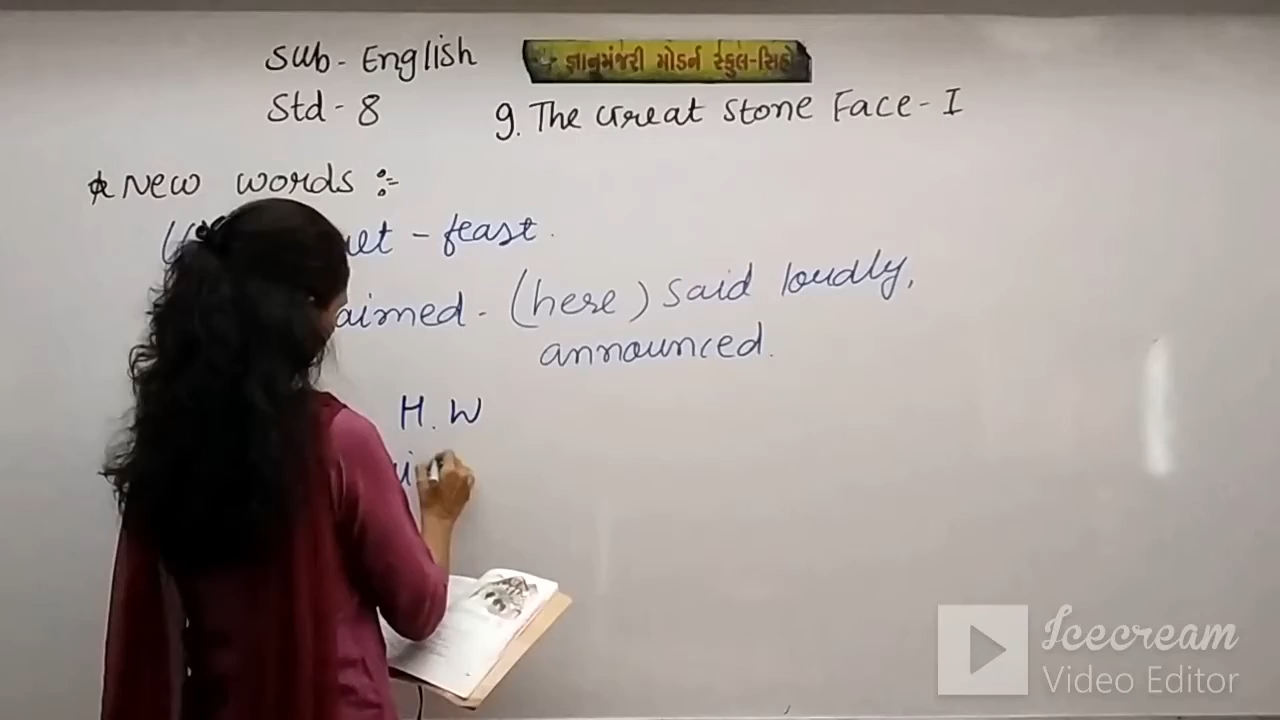 Sub - English
જ્ઞાનમંજરી મોડર્ન સ્કુલ-સિહો
Std - 8
9. The Great Stone Face - I
* New words :-
- feast.
aimed - (here) said loudly,
announced.
H.W
Icecream
Video Editor